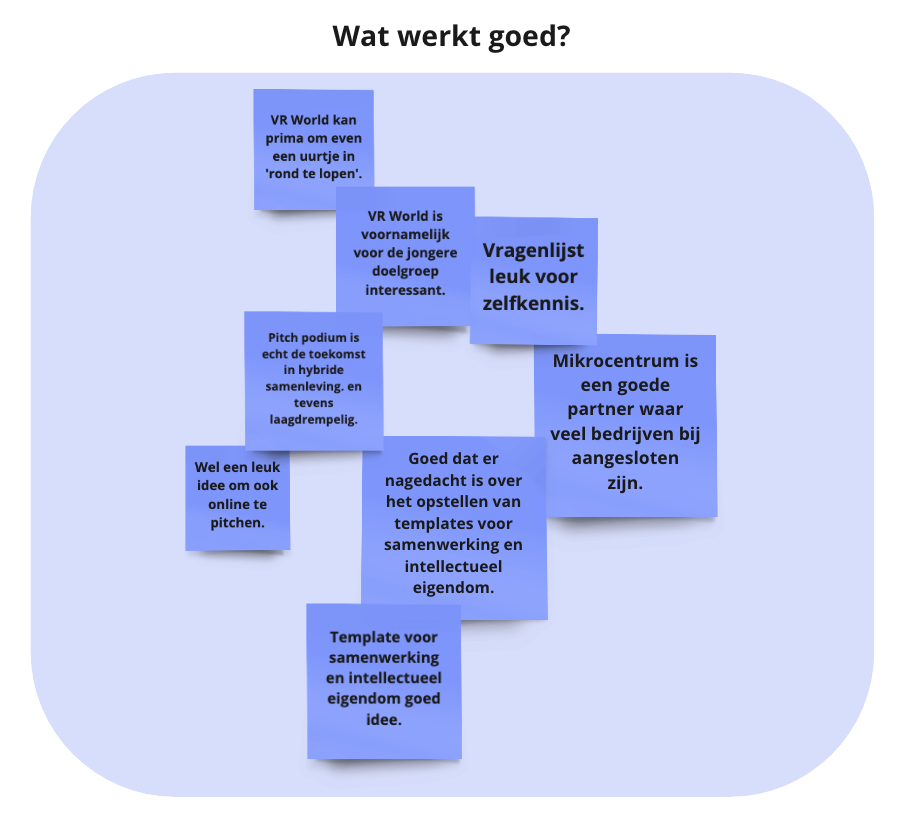 Wat werkt goed?
VR World kan
prima om even
een uurtje in
'rond te lopen'.
VR World is
voornamelijk
voor de jongere
doelgroep
interessant.
Vragenlijst
leuk voor
zelfkennis.
Pitch podium is
echt de toekomst
in hybride
samenleving. en
tevens
laagdrempelig.
Mikrocentrum is
een goede
partner waar
veel bedrijven bij
aangesloten
zijn.
Wel een leuk
idee om ook
online te
pitchen.
Goed dat er
nagedacht is over
het opstellen van
templates voor
samenwerking en
intellectueel
eigendom.
Template voor
samenwerking
en intellectueel
eigendom goed
idee.